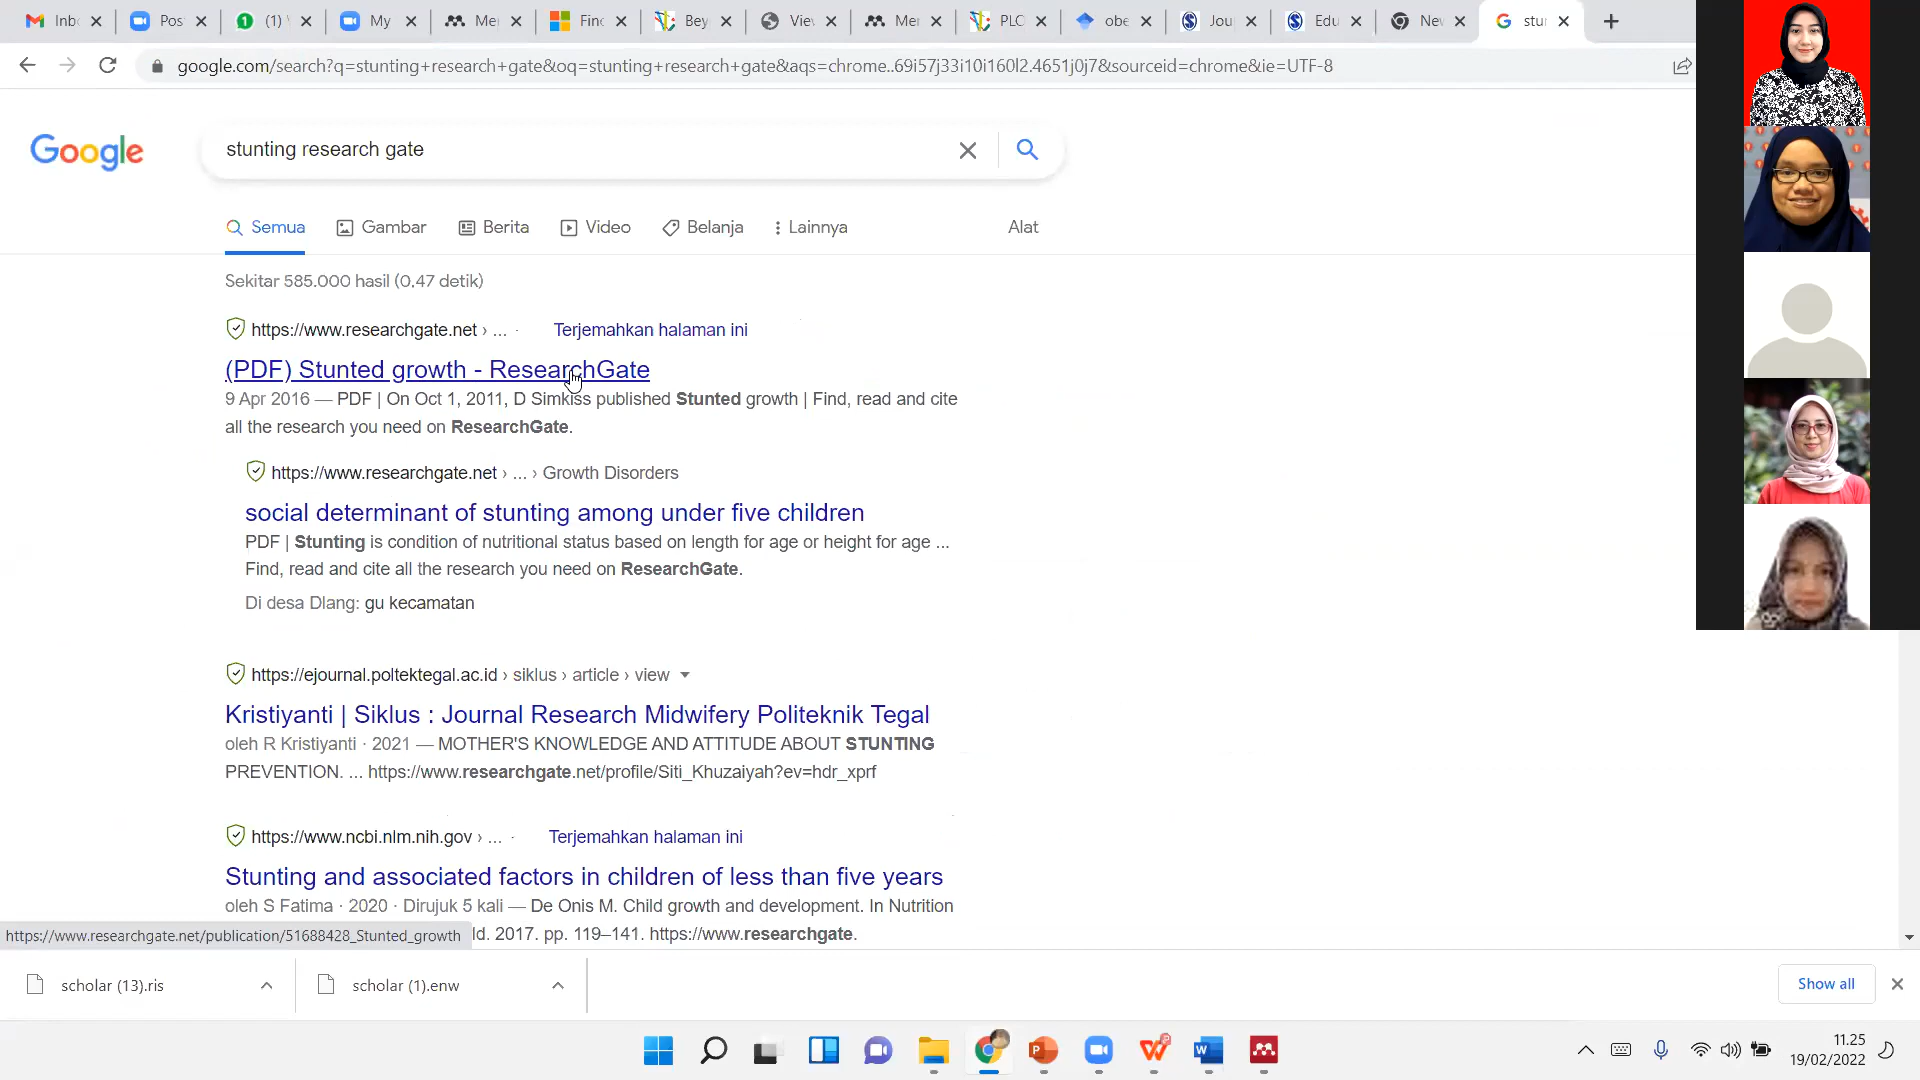 Inbo
Pos
(1)
My
Me
Finc
Bey
Viev
Mer
PLO
obe
Jou
Edu
Nev
stur
google.com/search?q=stunting+research+gate&oq=stunting+research+gate&aqs=chrome..69i57j33i10i160l2.4651j0j7&sourceid=chrome&ie=UTF-8
Google
stunting research gate
Semua
Gambar
Berita
Video
Belanja
Lainnya
Alat
Sekitar 585.000 hasil (0,47 detik)
https://www.researchgate.net › ... · Terjemahkan halaman ini
(PDF) Stunted growth - ResearchGate
9 Apr 2016 — PDF | On Oct 1, 2011, D Simkiss published Stunted growth | Find, read and cite
all the research you need on ResearchGate.
https://www.researchgate.net › ... › Growth Disorders
social determinant of stunting among under five children
PDF | Stunting is condition of nutritional status based on length for age or height for age ...
Find, read and cite all the research you need on ResearchGate.
Di desa Dlang: gu kecamatan
https://ejournal.poltektegal.ac.id › siklus › article › view
Kristiyanti | Siklus : Journal Research Midwifery Politeknik Tegal
oleh R Kristiyanti · 2021 — MOTHER'S KNOWLEDGE AND ATTITUDE ABOUT STUNTING
PREVENTION. ... https://www.researchgate.net/profile/Siti_Khuzaiyah?ev=hdr_xprf
https://www.ncbi.nlm.nih.gov › ... · Terjemahkan halaman ini
Stunting and associated factors in children of less than five years
oleh S Fatima · 2020 · Dirujuk 5 kali — De Onis M. Child growth and development. In Nutrition
ld. 2017. pp. 119–141. https://www.researchgate.
https://www.researchgate.net/publication/51688428_Stunted_growth
scholar (13).ris
scholar (1).enw
Show all
11.25
19/02/2022